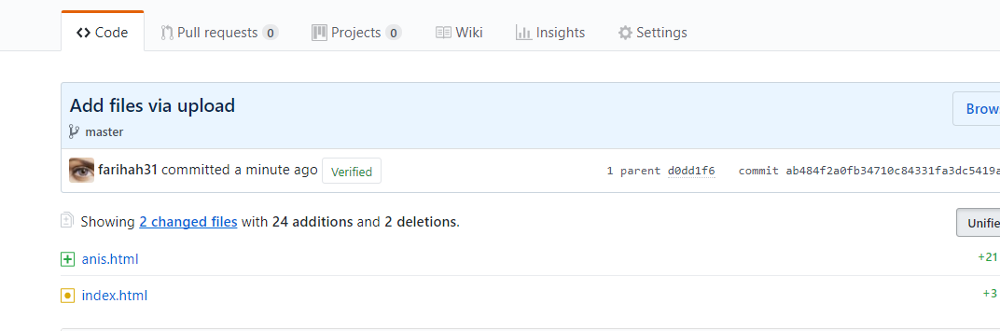 Code Pull requests 0 Projects 0 Wiki Insights Settings
Add files via upload
Brow
master
farihah31 committed a minute ago Verified 1 parent d0dd1f6 commit ab484f2a0fb34710c84331fa3dc5419a
Showing 2 changed files with 24 additions and 2 deletions.
Unifie
anis.html +21
index.html +3